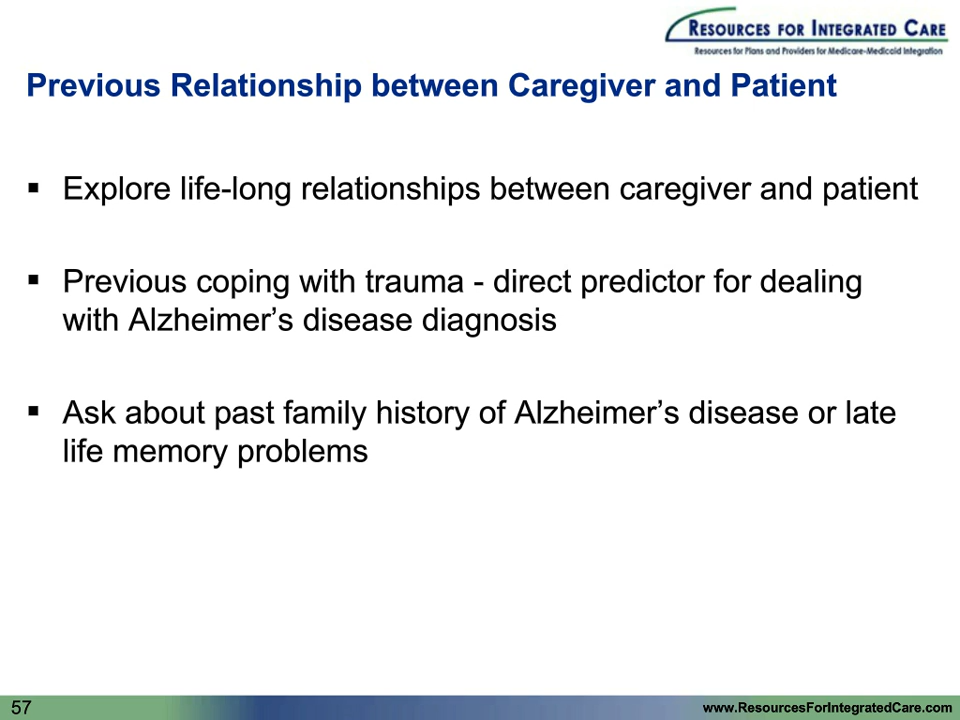 RESOURCES FOR INTEGRATED CARE
Resources for Plans and Providers for Medicare-Medicaid Integration
Previous Relationship between Caregiver and Patient
▪ Explore life-long relationships between caregiver and patient
▪ Previous coping with trauma - direct predictor for dealing
with Alzheimer’s disease diagnosis
▪ Ask about past family history of Alzheimer’s disease or late
life memory problems
57
www.ResourcesForIntegratedCare.com